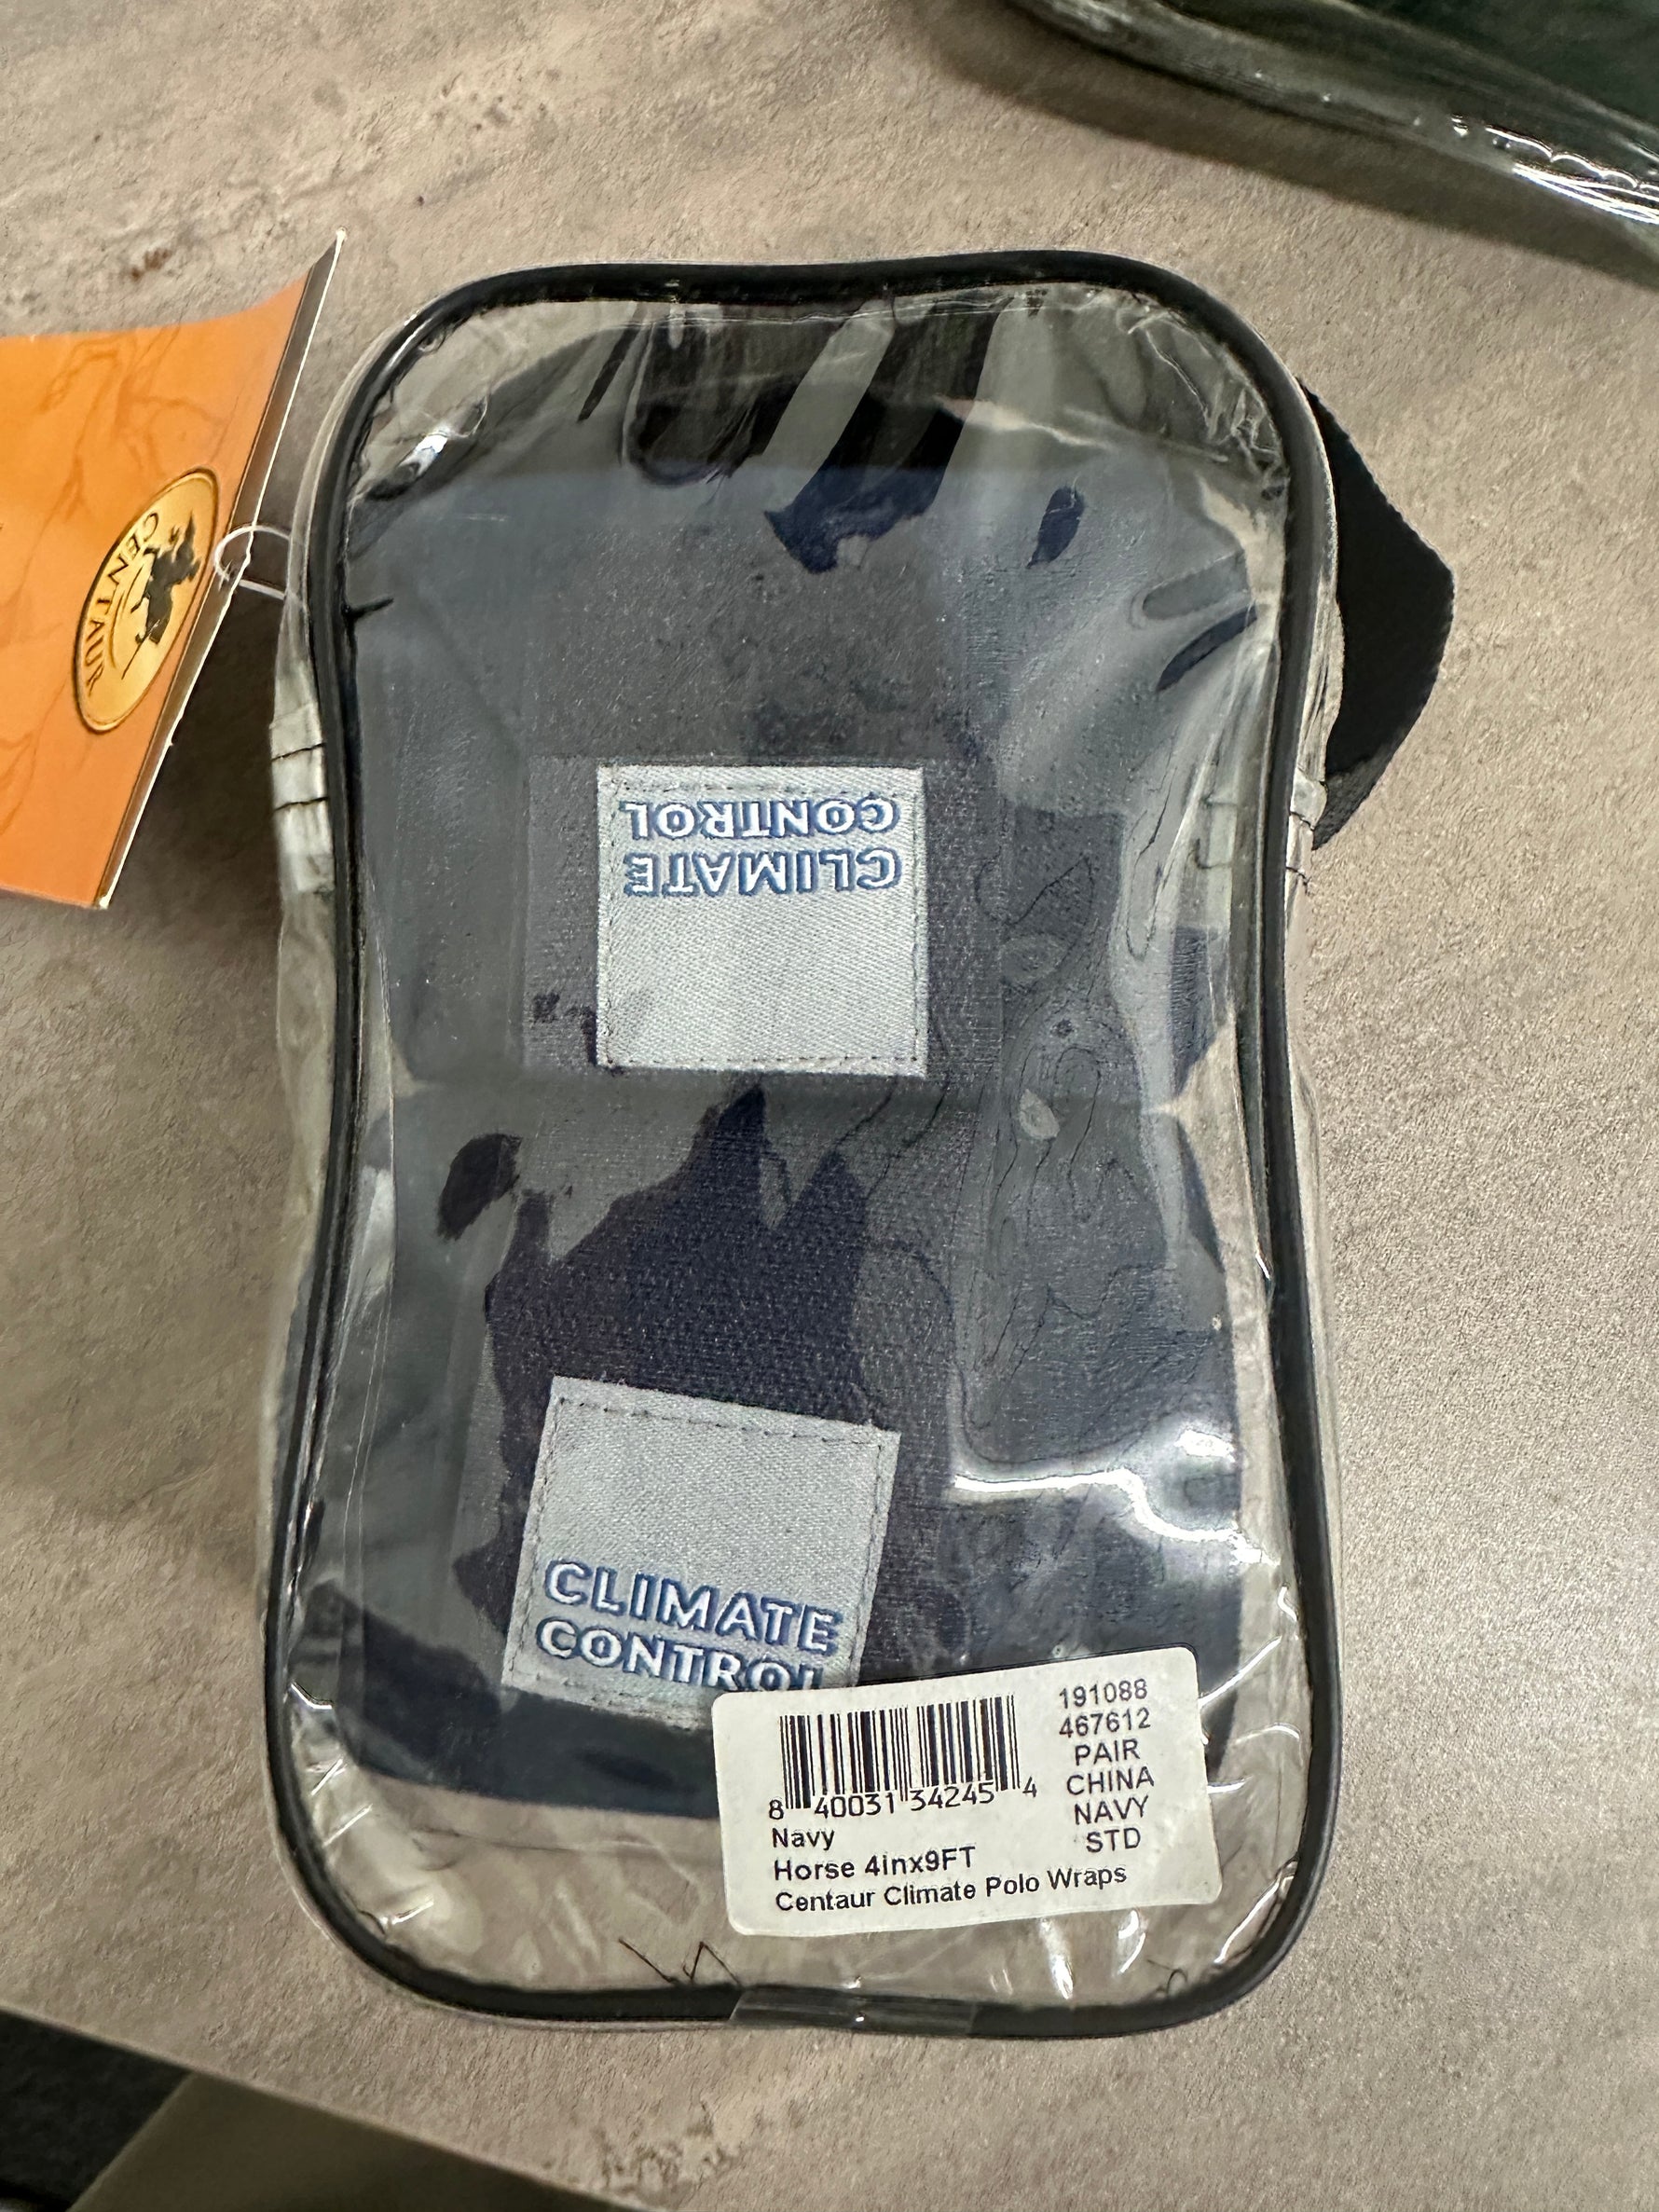 CENTAUR
CLIMATE
CONTROL
CLIMATE
CONTROL
8 40031 34245 4
Navy
Horse 4inx9FT
Centaur Climate Polo Wraps
191088
467612
PAIR
CHINA
NAVY
STD